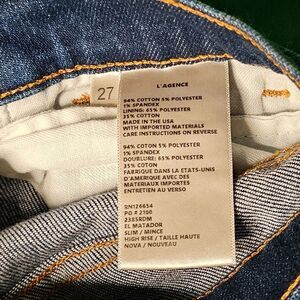 27
L'AGENCE
94% COTTON 5% POLYESTER
1% SPANDEX
LINING: 65% POLYESTER
35% COTTON
MADE IN THE USA
WITH IMPORTED MATERIALS
CARE INSTRUCTIONS ON REVERSE
94% COTON 5% POLYESTER
1% SPANDEX
DOUBLURE: 65% POLYESTER
35% COTON
FABRIQUE DANS LA ETATS-UNIS
D'AMERIQUE AVEC DES
MATERIAUX IMPORTES
ENTRETIEN AU VERSO
RN126654
PO # 2100
2385RDM
EL MATADOR
SLIM / MINCE
HIGH RISE / TAILLE HAUTE
NOVA / NOUVEAU